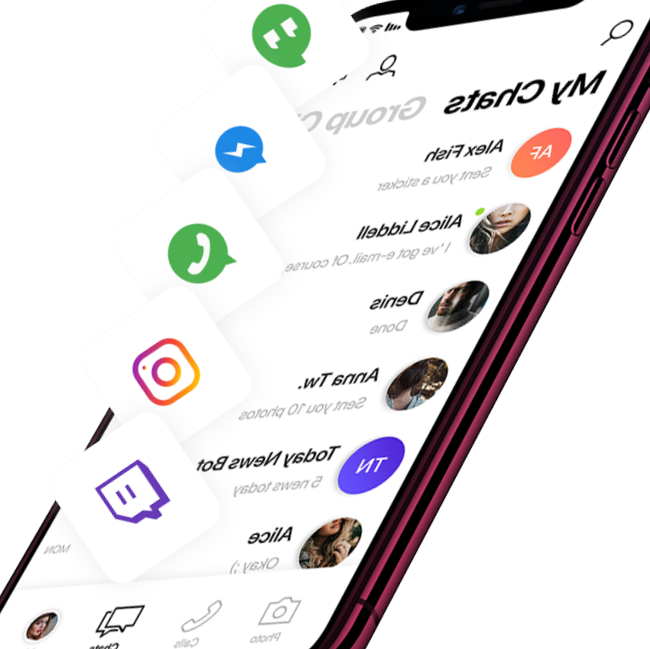 My Chats
Group C
AF
Alex Fish
Sent you a sticker
Alice Liddell
I've got e-mail. Of course
Denis
Done
Anna Tw.
Sent you 10 photos
TN
Today News Bot
5 news today
Alice
Okay ;)
MON
Photo
Calls
Chats